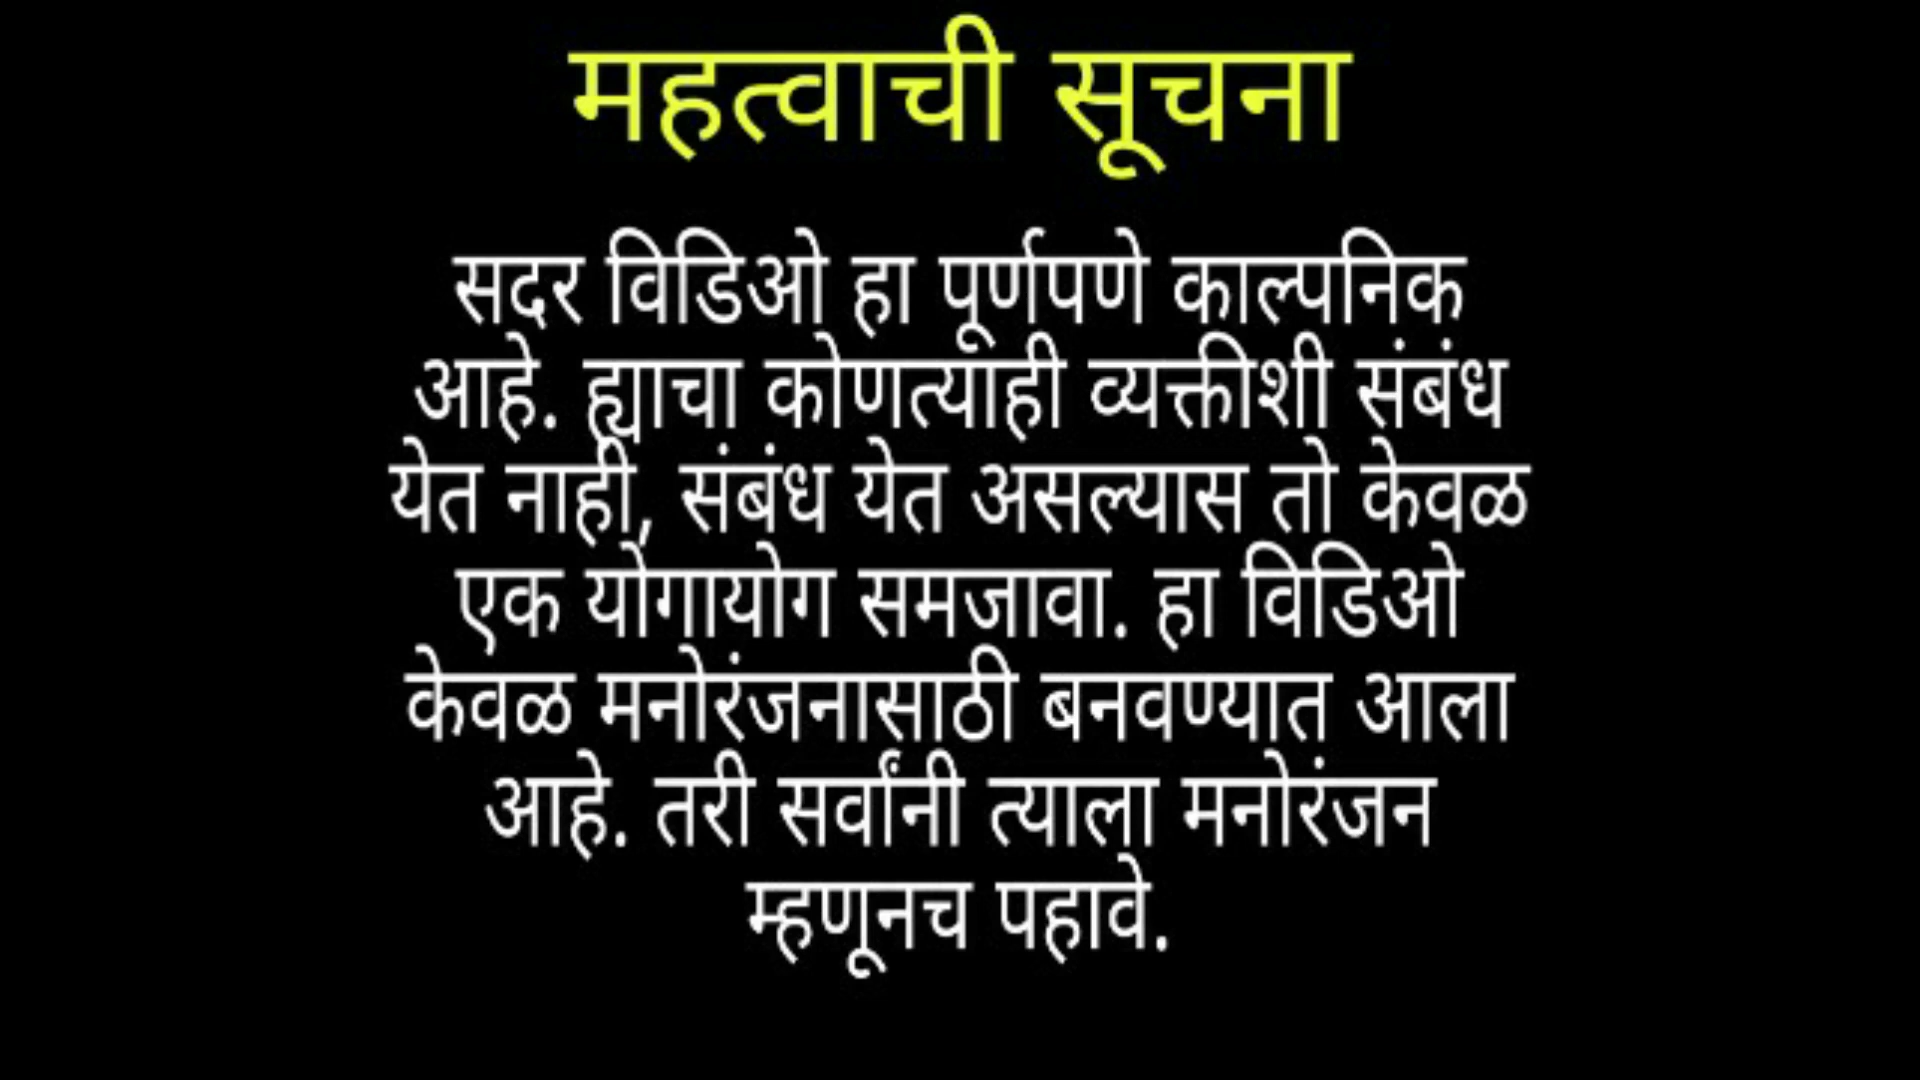 महत्वाची सूचना
सदर विडिओ हा पूर्णपणे काल्पनिक
आहे. ह्याचा कोणत्याही व्यक्तीशी संबंध
येत नाही, संबंध येत असल्यास तो केवळ
एक योगायोग समजावा. हा विडिओ
केवळ मनोरंजनासाठी बनवण्यात आला
आहे. तरी सर्वांनी त्याला मनोरंजन
म्हणूनच पहावे.